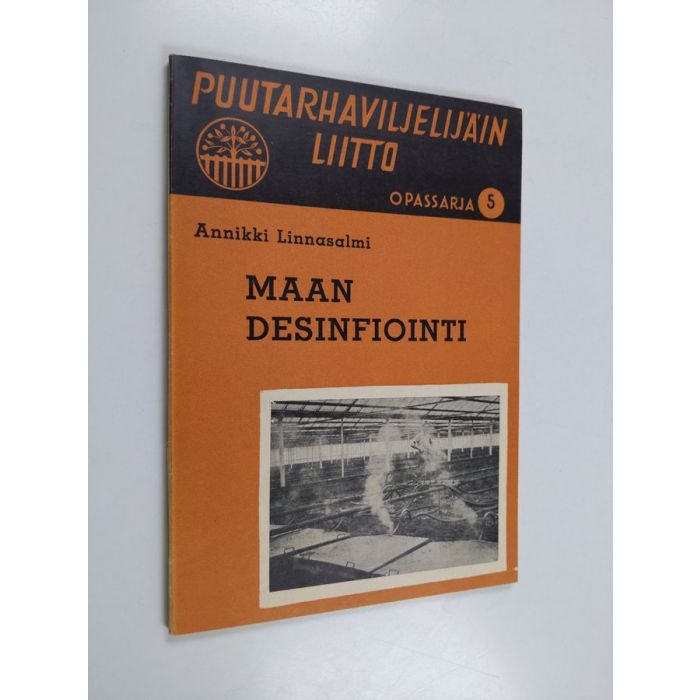 PUUTARHAVILJELIJÄIN
LIITTO
OPASSARJA 5
Annikki Linnasalmi
MAAN
DESINFIOINTI